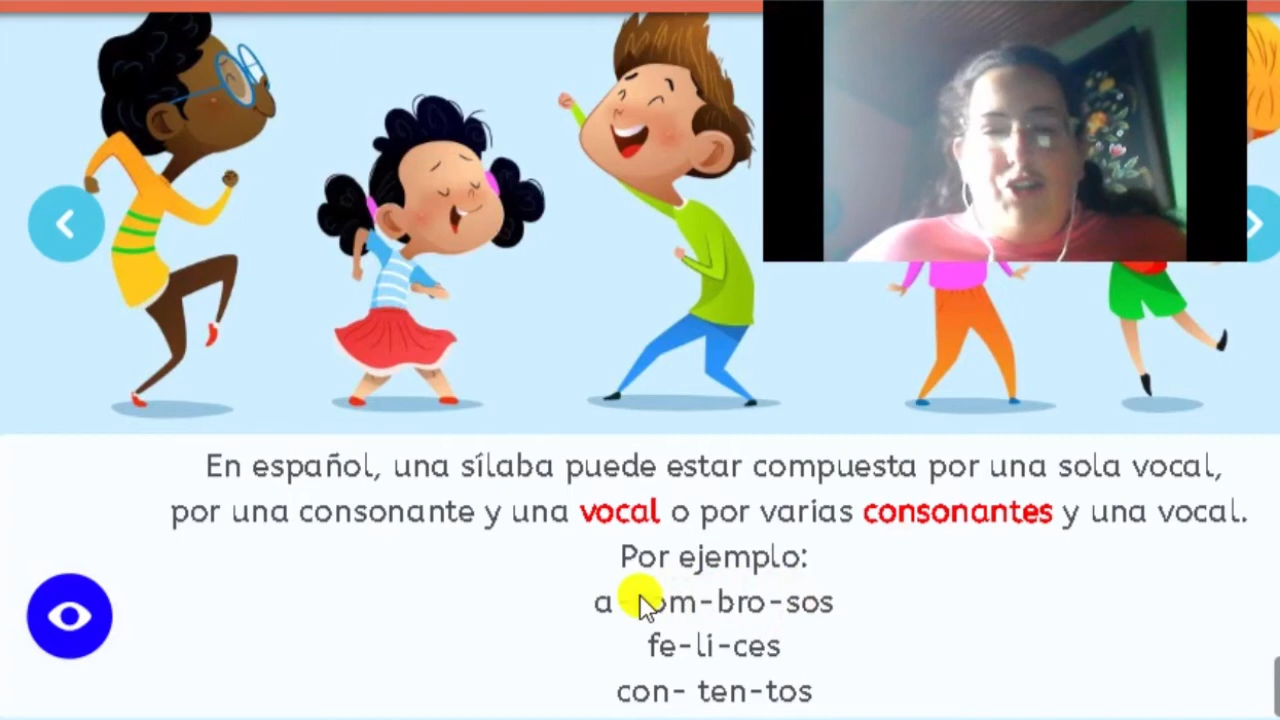 En español, una sílaba puede estar compuesta por una sola vocal,
por una consonante y una vocal o por varias consonantes y una vocal.
Por ejemplo:
a om-bro-sos
fe-li-ces
con- ten-tos